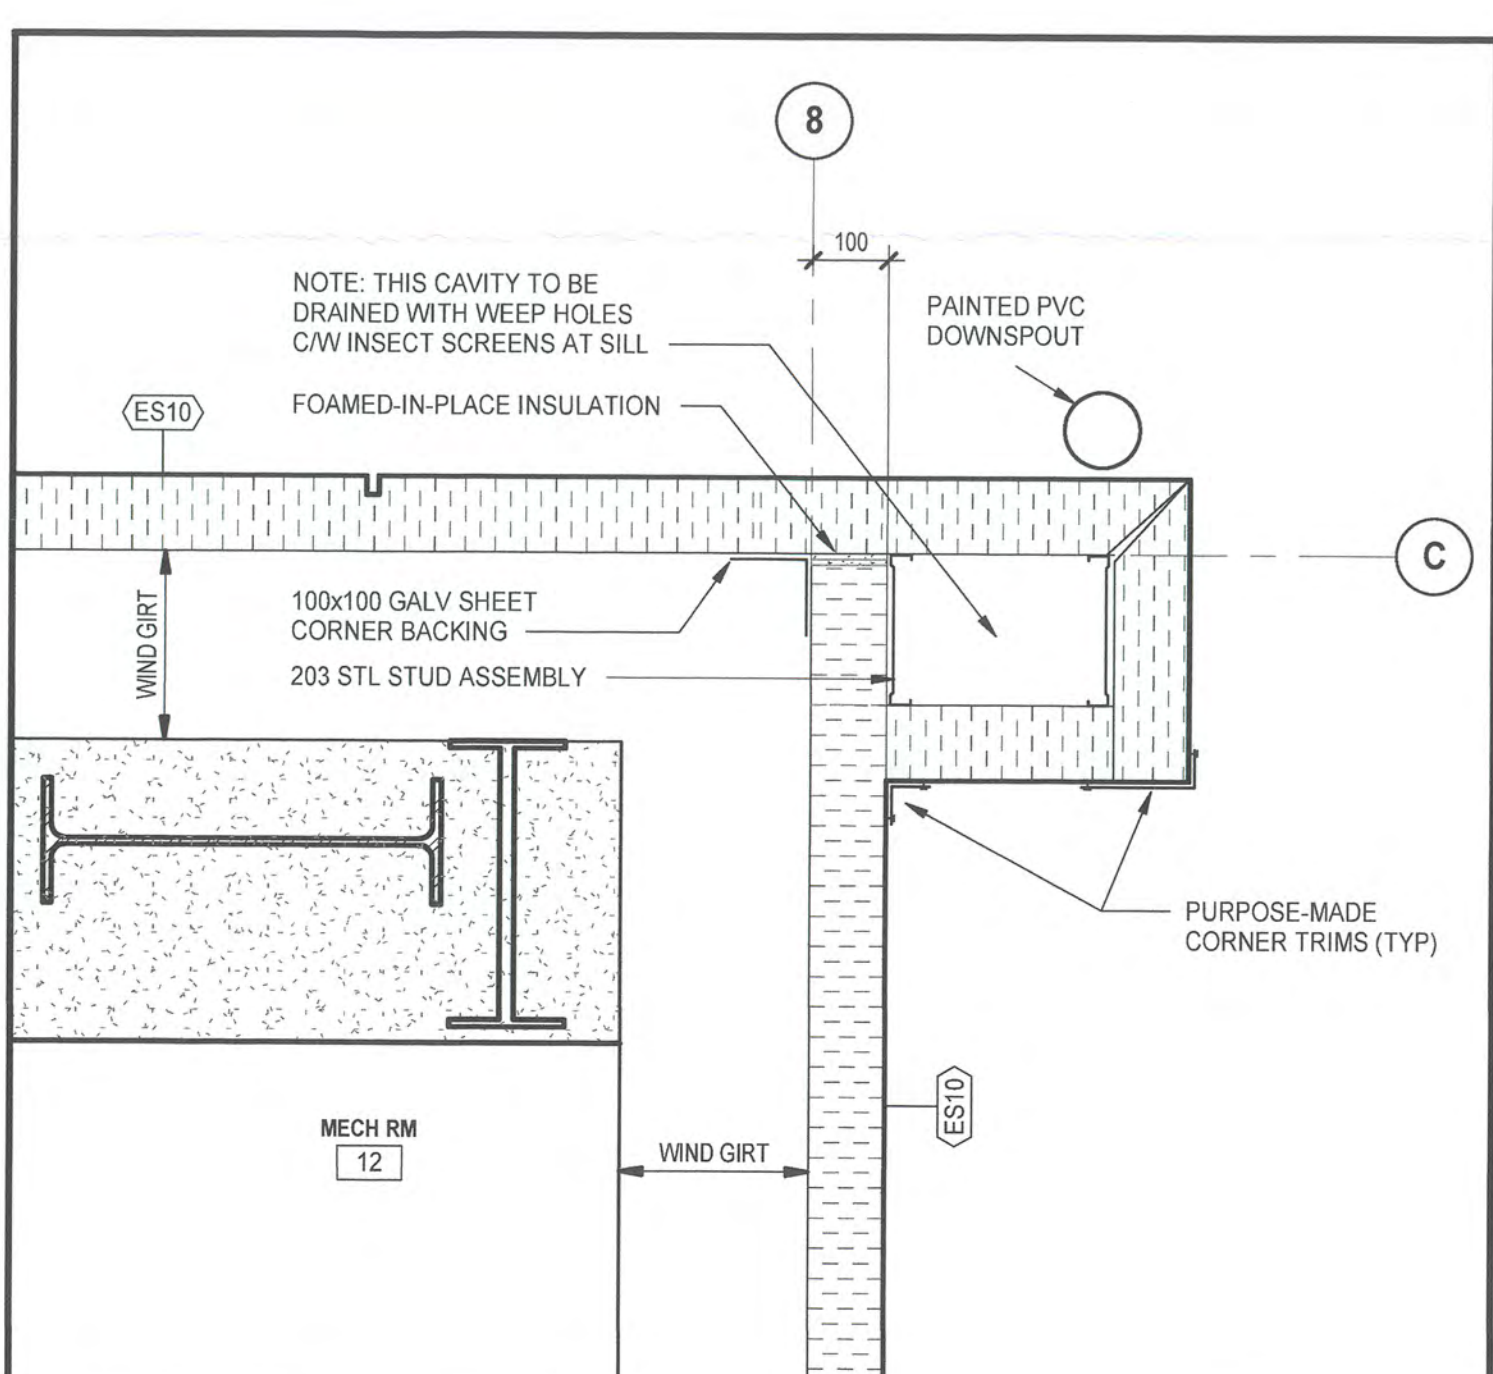 8
100
NOTE: THIS CAVITY TO BE
DRAINED WITH WEEP HOLES
C/W INSECT SCREENS AT SILL
PAINTED PVC
DOWNSPOUT
FOAMED-IN-PLACE INSULATION
ES10
C
WIND GIRT
100x100 GALV SHEET
CORNER BACKING
203 STL STUD ASSEMBLY
PURPOSE-MADE
CORNER TRIMS (TYP)
ES10
MECH RM
12
WIND GIRT